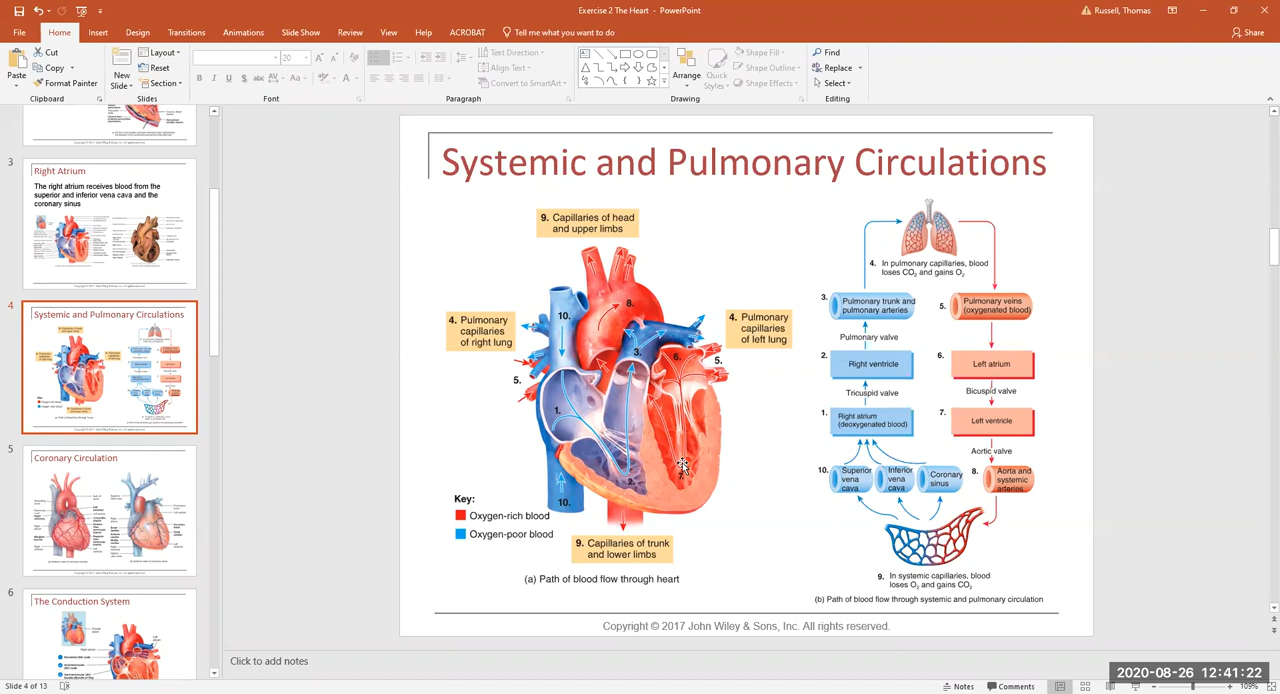 Exercise 2 The Heart - PowerPoint
Russell, Thomas
File Home Insert Design Transitions Animations Slide Show Review View Help ACROBAT Tell me what you want to do
Share
Paste
Cut
Copy
Format Painter
Clipboard
New Slide
Layout
Reset
Section
Slides
20
B I U S abc AV Aa A
Font
Text Direction
Align Text
Convert to SmartArt
Paragraph
Arrange
Quick Styles
Shape Fill
Shape Outline
Shape Effects
Drawing
Find
Replace
Select
Editing
3
Right Atrium
The right atrium receives blood from the
superior and inferior vena cava and the
coronary sinus
4
Systemic and Pulmonary Circulations
5
Coronary Circulation
6
The Conduction System
Systemic and Pulmonary Circulations
9. Capillaries of head
and upper limbs
4. Pulmonary
capillaries
of right lung
4. Pulmonary
capillaries
of left lung
10.
8.
3.
6.
5.
5.
1.
7.
10.
Key:
Oxygen-rich blood
Oxygen-poor blood
9. Capillaries of trunk
and lower limbs
(a) Path of blood flow through heart
4. In pulmonary capillaries, blood
loses CO2 and gains O2
3. Pulmonary trunk and
pulmonary arteries
5. Pulmonary veins
(oxygenated blood)
Pulmonary valve
2. Right ventricle
6. Left atrium
Tricuspid valve
Bicuspid valve
1. Right atrium
(deoxygenated blood)
7. Left ventricle
Aortic valve
10. Superior
vena
cava
Inferior
vena
cava
Coronary
sinus
8. Aorta and
systemic
arteries
9. In systemic capillaries, blood
loses O2 and gains CO2
(b) Path of blood flow through systemic and pulmonary circulation
Copyright © 2017 John Wiley & Sons, Inc. All rights reserved.
Click to add notes
2020-08-26 12:41:22
Slide 4 of 13
Notes
Comments
109%